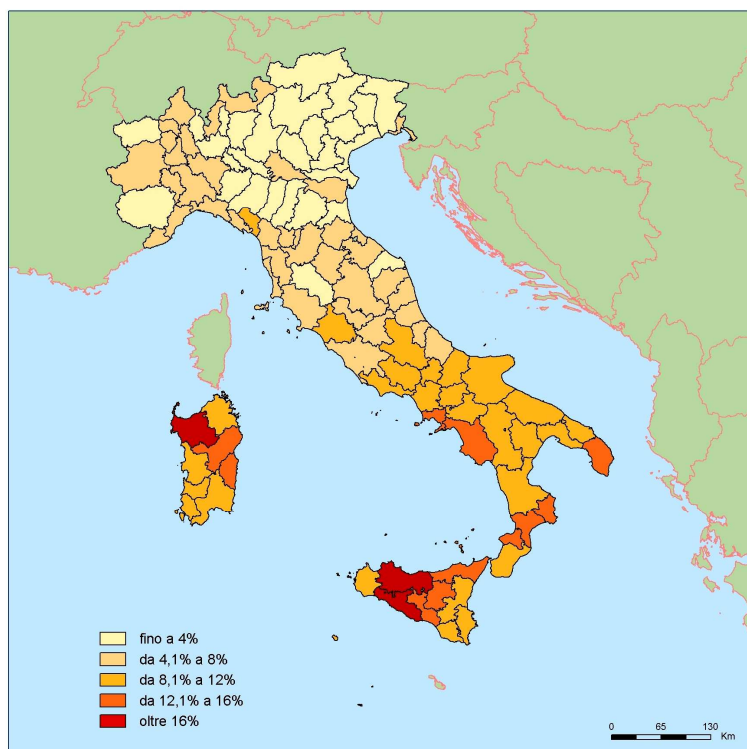 fino a 4%
da 4,1% a 8%
da 8,1% a 12%
da 12,1% a 16%
oltre 16%
0 65 130
Km